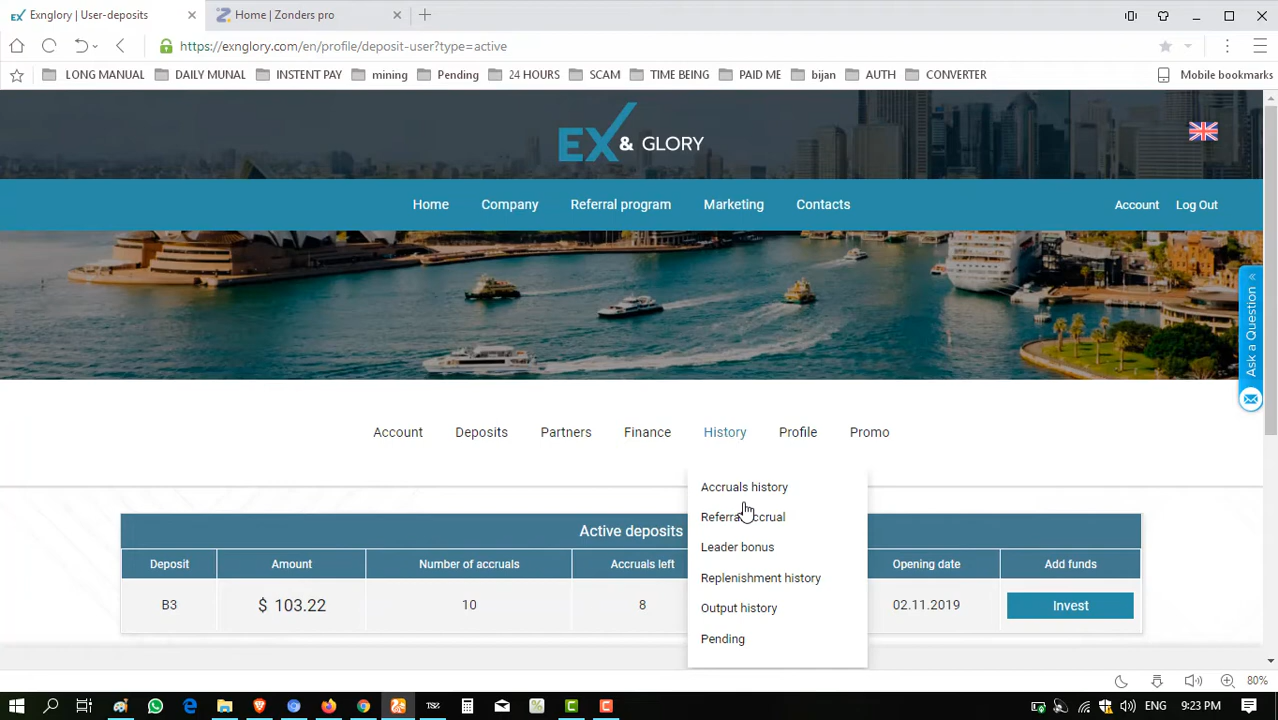 Exnglory | User-deposits
Home | Zonders pro
https://exnglory.com/en/profile/deposit-user?type=active
LONG MANUAL DAILY MUNAL INSTENT PAY mining Pending 24 HOURS SCAM TIME BEING PAID ME bijan AUTH CONVERTER Mobile bookmarks
EX & GLORY
Home Company Referral program Marketing Contacts Account Log Out
Ask a Question
Account Deposits Partners Finance History Profile Promo
Accruals history
Referral accrual
Leader bonus
Replenishment history
Output history
Pending
Active deposits
Deposit Amount Number of accruals Accruals left Opening date Add funds
B3 $ 103.22 10 8 02.11.2019 Invest
80%
ENG 9:23 PM